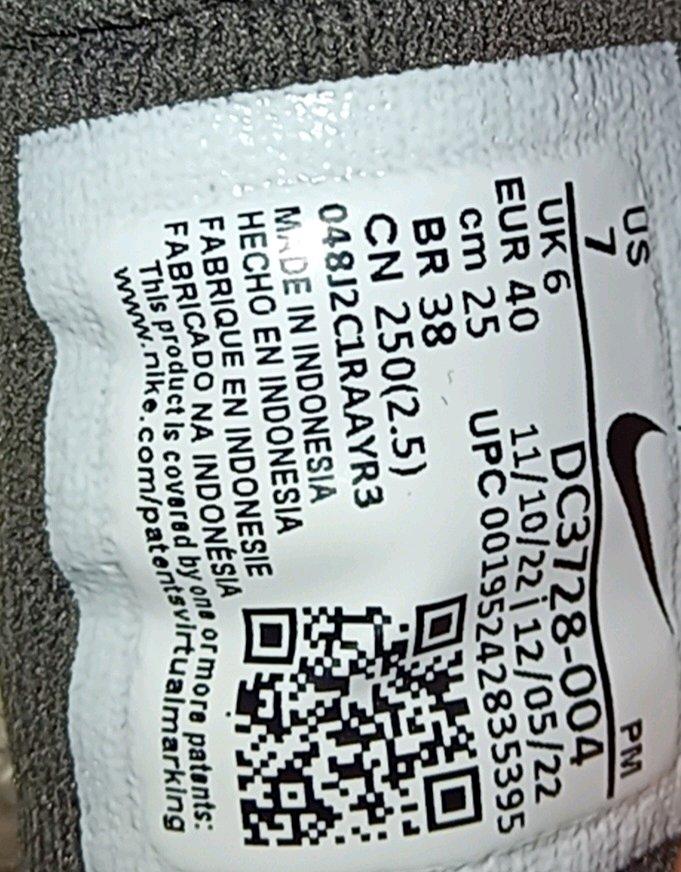 US
7
PM
UK 6
DC3728-004
EUR 40
11/10/22 | 12/05/22
cm 25
UPC 00195242835395
BR 38
CN 250(2.5)
048J2C1RAAYR3
MADE IN INDONESIA
HECHO EN INDONESIA
FABRIQUE EN INDONESIE
FABRICADO NA INDONÉSIA
This product is covered by one or more patents:
www.nike.com/patentsvirtualmarking